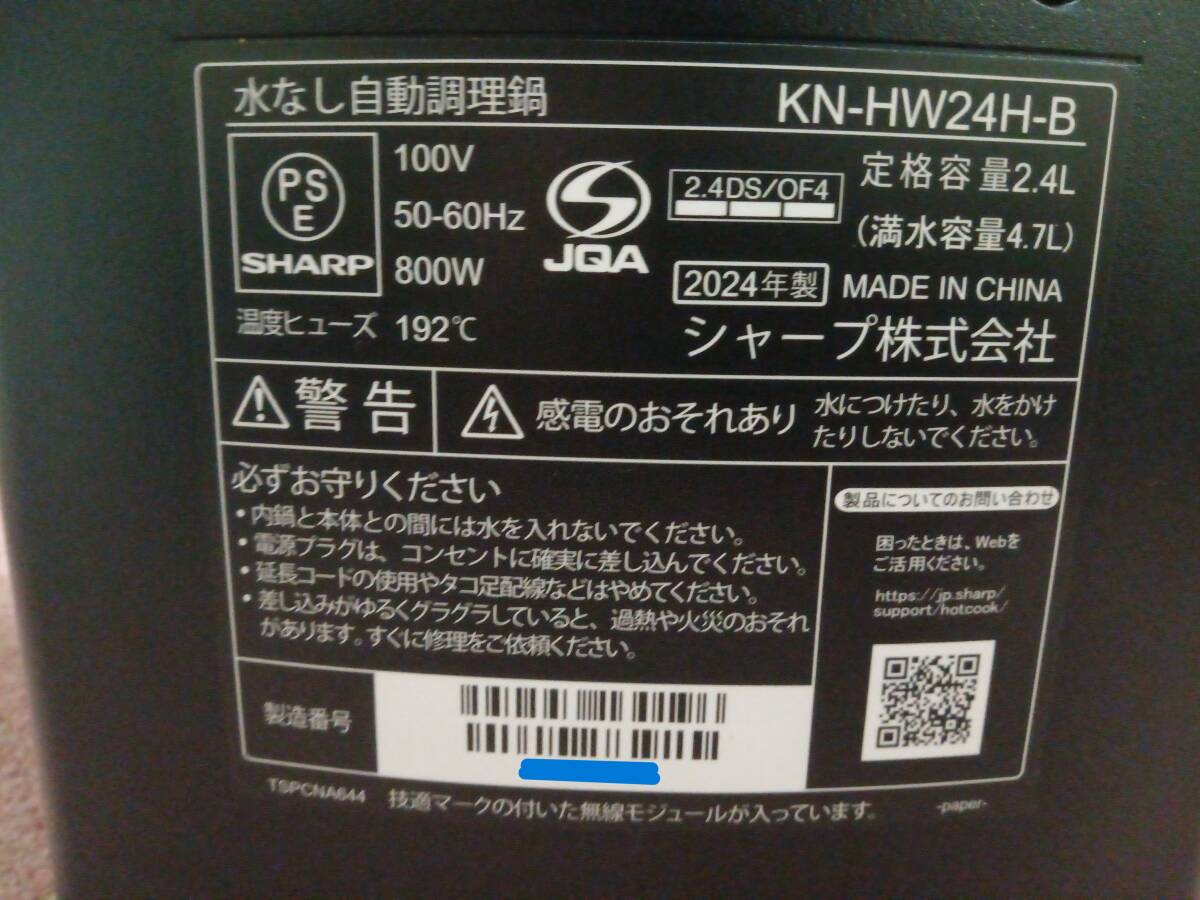 水なし自動調理鍋
KN-HW24H-B
PS
E
SHARP
100V
50-60Hz
800W
温度ヒューズ 192℃
JQA
2.4DS/OF4
定格容量2.4L
(満水容量4.7L)
2024年製 MADE IN CHINA
シャープ株式会社
警告
感電のおそれあり
水につけたり、水をかけ
たりしないでください。
必ずお守りください
・内鍋と本体との間には水を入れないでください。
・電源プラグは、コンセントに確実に差し込んでください。
・延長コードの使用やタコ足配線などはやめてください。
・差し込みがゆるくグラグラしていると、過熱や火災のおそれ
があります。すぐに修理をご依頼ください。
製品についてのお問い合わせ
困ったときは、Webを
ご活用ください。
https://jp.sharp/
support/hotcook/
製造番号
TSPCNA644
技適マークの付いた無線モジュールが入っています。
-paper-